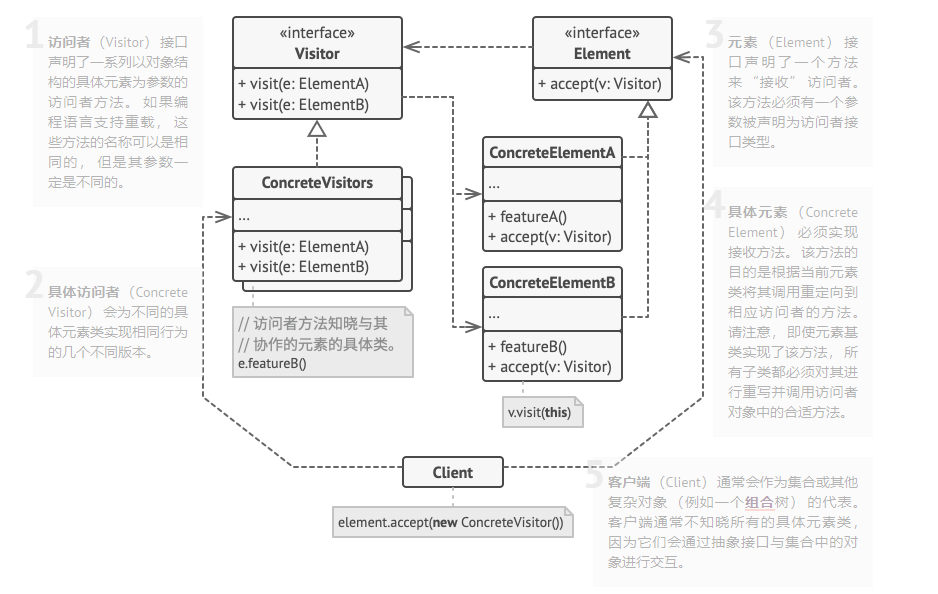 1
访问者 （Visitor） 接口
声明了一系列以对象结
构的具体元素为参数的
访问者方法。 如果编
程语言支持重载， 这
些方法的名称可以是相
同的， 但是其参数一
定是不同的。
«interface»
Visitor
+ visit(e: ElementA)
+ visit(e: ElementB)
«interface»
Element
+ accept(v: Visitor)
3
元素 （Element） 接
口声明了一个方法
来 “接收” 访问者。
该方法必须有一个参
数被声明为访问者接
口类型。
ConcreteVisitors
...
+ visit(e: ElementA)
+ visit(e: ElementB)
ConcreteElementA
...
+ featureA()
+ accept(v: Visitor)
2
具体访问者 （Concrete
Visitor） 会为不同的具
体元素类实现相同行为
的几个不同版本。
// 访问者方法知晓与其
// 协作的元素的具体类。
e.featureB()
ConcreteElementB
...
+ featureB()
+ accept(v: Visitor)
v.visit(this)
4
具体元素 （Concrete
Element） 必须实现
接收方法。 该方法的
目的是根据当前元素
类将其调用重定向到
相应访问者的方法。
请注意， 即使元素基
类实现了该方法， 所
有子类都必须对其进
行重写并调用访问者
对象中的合适方法。
Client
element.accept(new ConcreteVisitor())
5
客户端 （Client） 通常会作为集合或其他
复杂对象 （例如一个组合树） 的代表。
客户端通常不知晓所有的具体元素类，
因为它们会通过抽象接口与集合中的对
象进行交互。